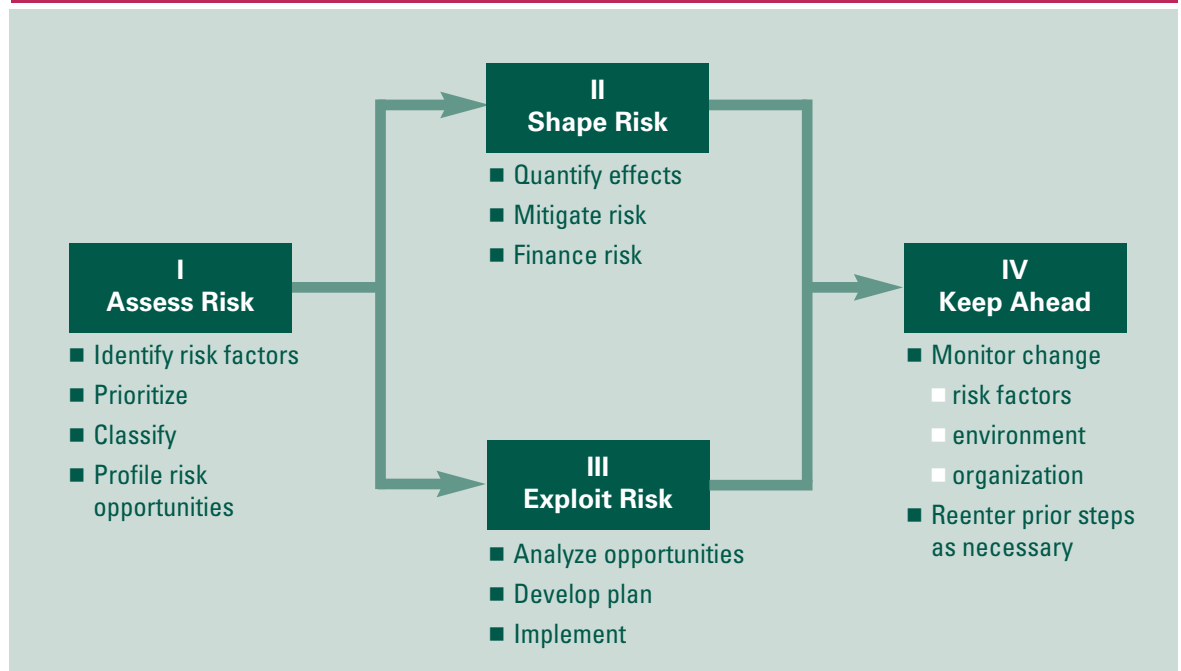 I
Assess Risk
■ Identify risk factors
■ Prioritize
■ Classify
■ Profile risk
opportunities
II
Shape Risk
■ Quantify effects
■ Mitigate risk
■ Finance risk
III
Exploit Risk
■ Analyze opportunities
■ Develop plan
■ Implement
IV
Keep Ahead
■ Monitor change
■ risk factors
■ environment
■ organization
■ Reenter prior steps
as necessary